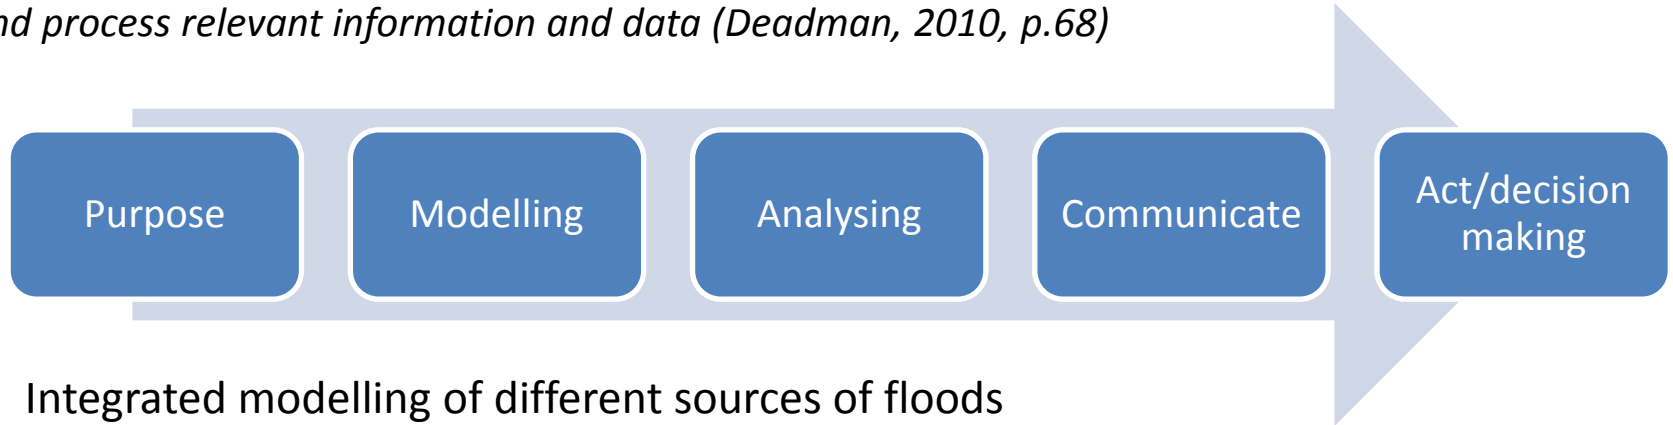 nd process relevant information and data (Deadman, 2010, p.68)
Purpose
Modelling
Analysing
Communicate
Act/decision
making
Integrated modelling of different sources of floods